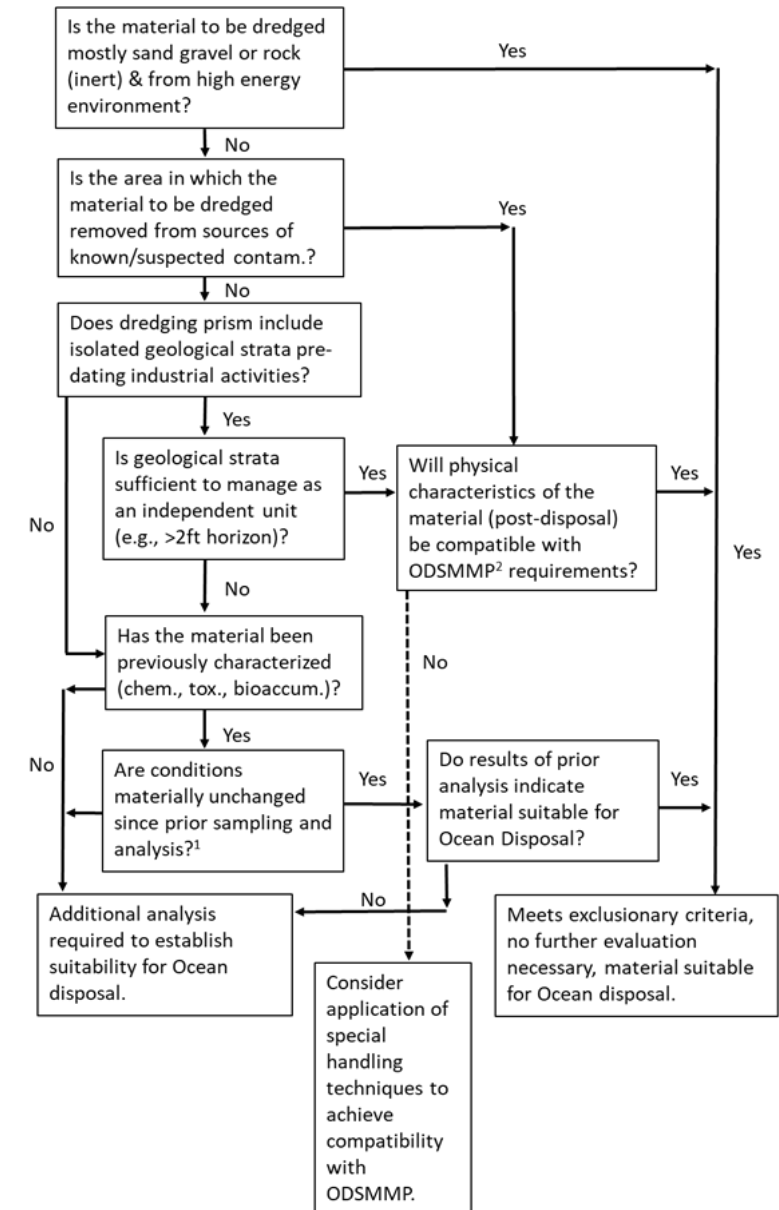 Is the material to be dredged
mostly sand gravel or rock
(inert) & from high energy
environment?
Yes
No
Is the area in which the
material to be dredged
removed from sources of
known/suspected contam.?
Yes
No
Does dredging prism include
isolated geological strata pre-
dating industrial activities?
Yes
Is geological strata
sufficient to manage as
an independent unit
(e.g., >2ft horizon)?
Yes
Will physical
characteristics of the
material (post-disposal)
be compatible with
ODSMMP² requirements?
Yes
No
Yes
No
No
Has the material been
previously characterized
(chem., tox., bioaccum.)?
Yes
No
Are conditions
materially unchanged
since prior sampling and
analysis?¹
Yes
Do results of prior
analysis indicate
material suitable for
Ocean Disposal?
Yes
No
Additional analysis
required to establish
suitability for Ocean
disposal.
Meets exclusionary criteria,
no further evaluation
necessary, material suitable
for Ocean disposal.
Consider
application of
special
handling
techniques to
achieve
compatibility
with
ODSMMP.